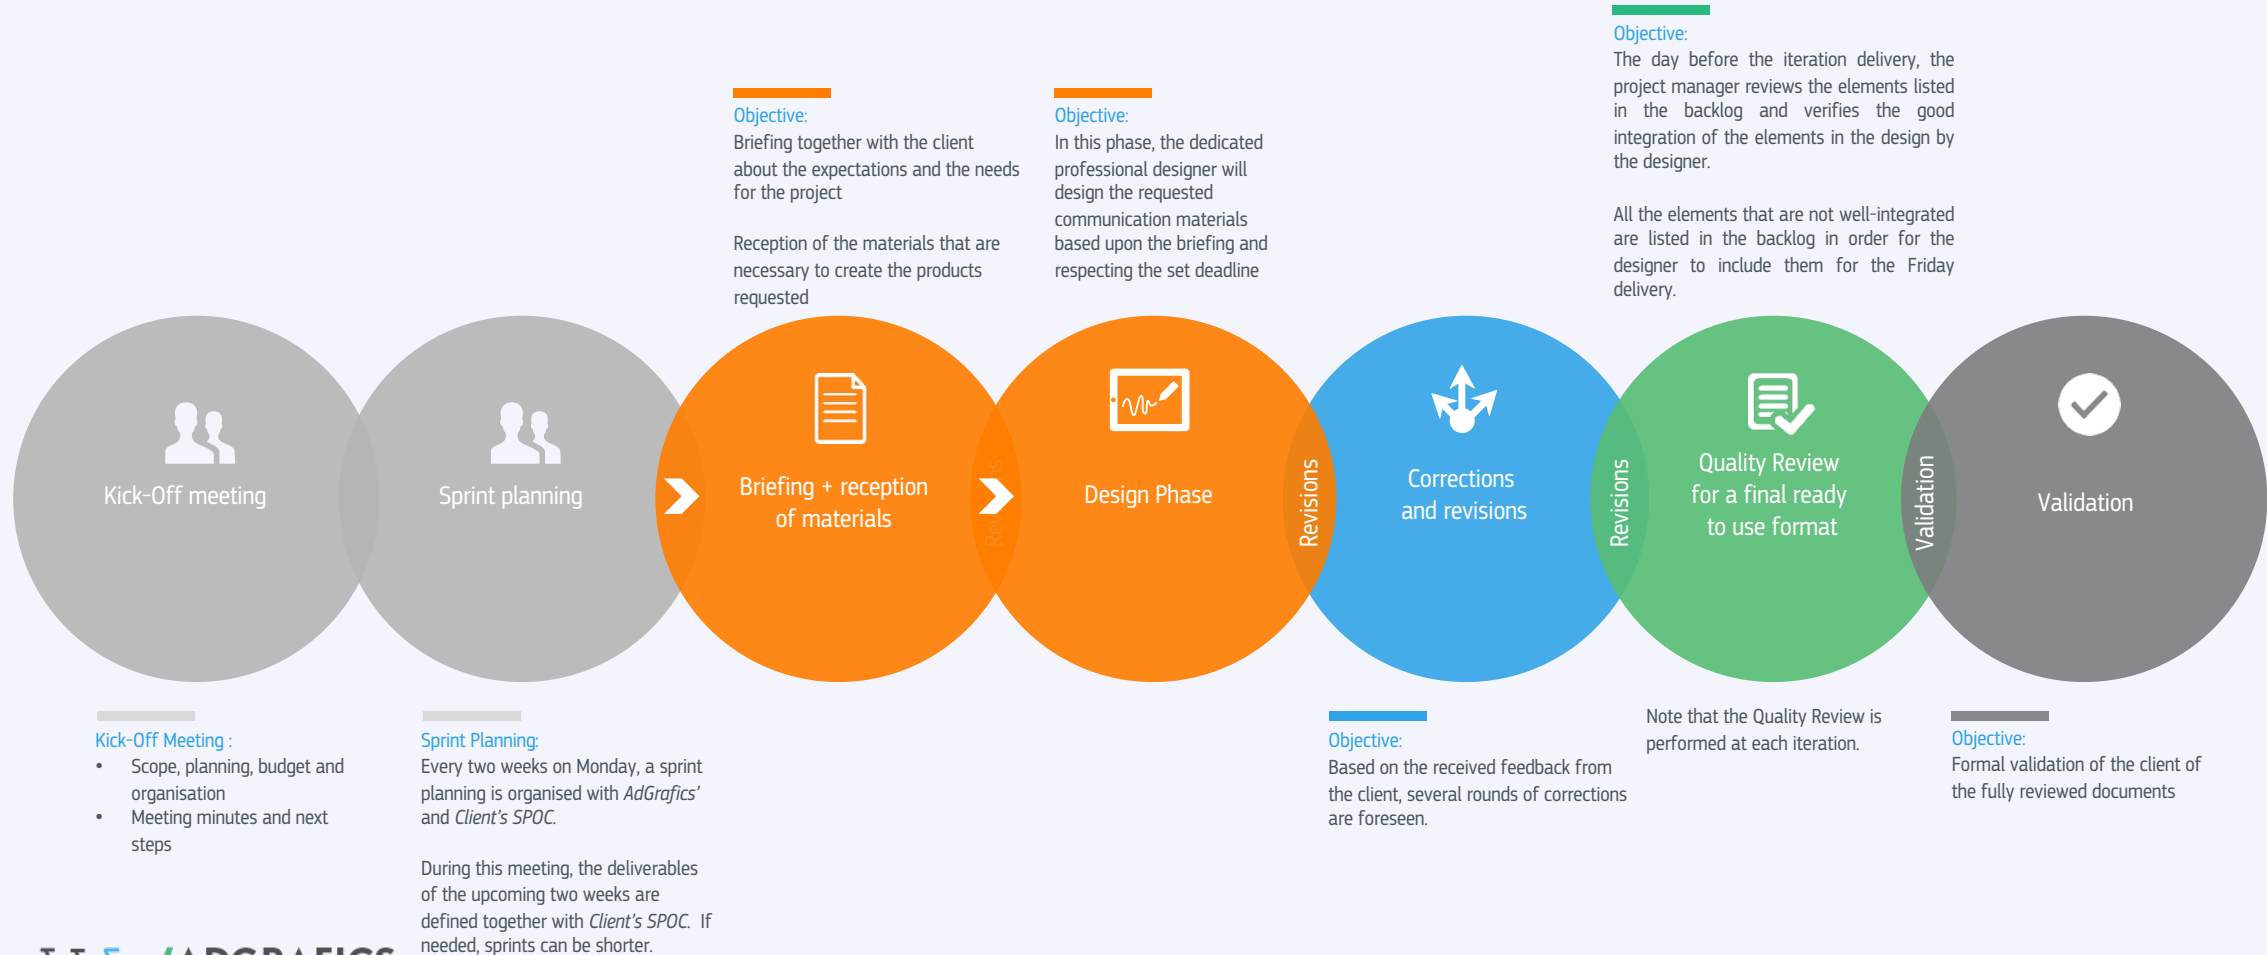 Objective:
The day before the iteration delivery, the
project manager reviews the elements listed
in the backlog and verifies the good
integration of the elements in the design by
the designer.
All the elements that are not well-integrated
are listed in the backlog in order for the
designer to include them for the Friday
delivery.
Objective:
Briefing together with the client
about the expectations and the needs
for the project
Reception of the materials that are
necessary to create the products
requested
Objective:
In this phase, the dedicated
professional designer will
design the requested
communication materials
based upon the briefing and
respecting the set deadline
Kick-Off meeting
Sprint planning
Briefing + reception
of materials
Revisions
Design Phase
Revisions
Corrections
and revisions
Revisions
Quality Review
for a final ready
to use format
Validation
Validation
Kick-Off Meeting :
• Scope, planning, budget and
organisation
• Meeting minutes and next
steps
Sprint Planning:
Every two weeks on Monday, a sprint
planning is organised with AdGrafics’
and Client’s SPOC.
During this meeting, the deliverables
of the upcoming two weeks are
defined together with Client’s SPOC. If
needed, sprints can be shorter.
Objective:
Based on the received feedback from
the client, several rounds of corrections
are foreseen.
Note that the Quality Review is
performed at each iteration.
Objective:
Formal validation of the client of
the fully reviewed documents
ADGRAFICS